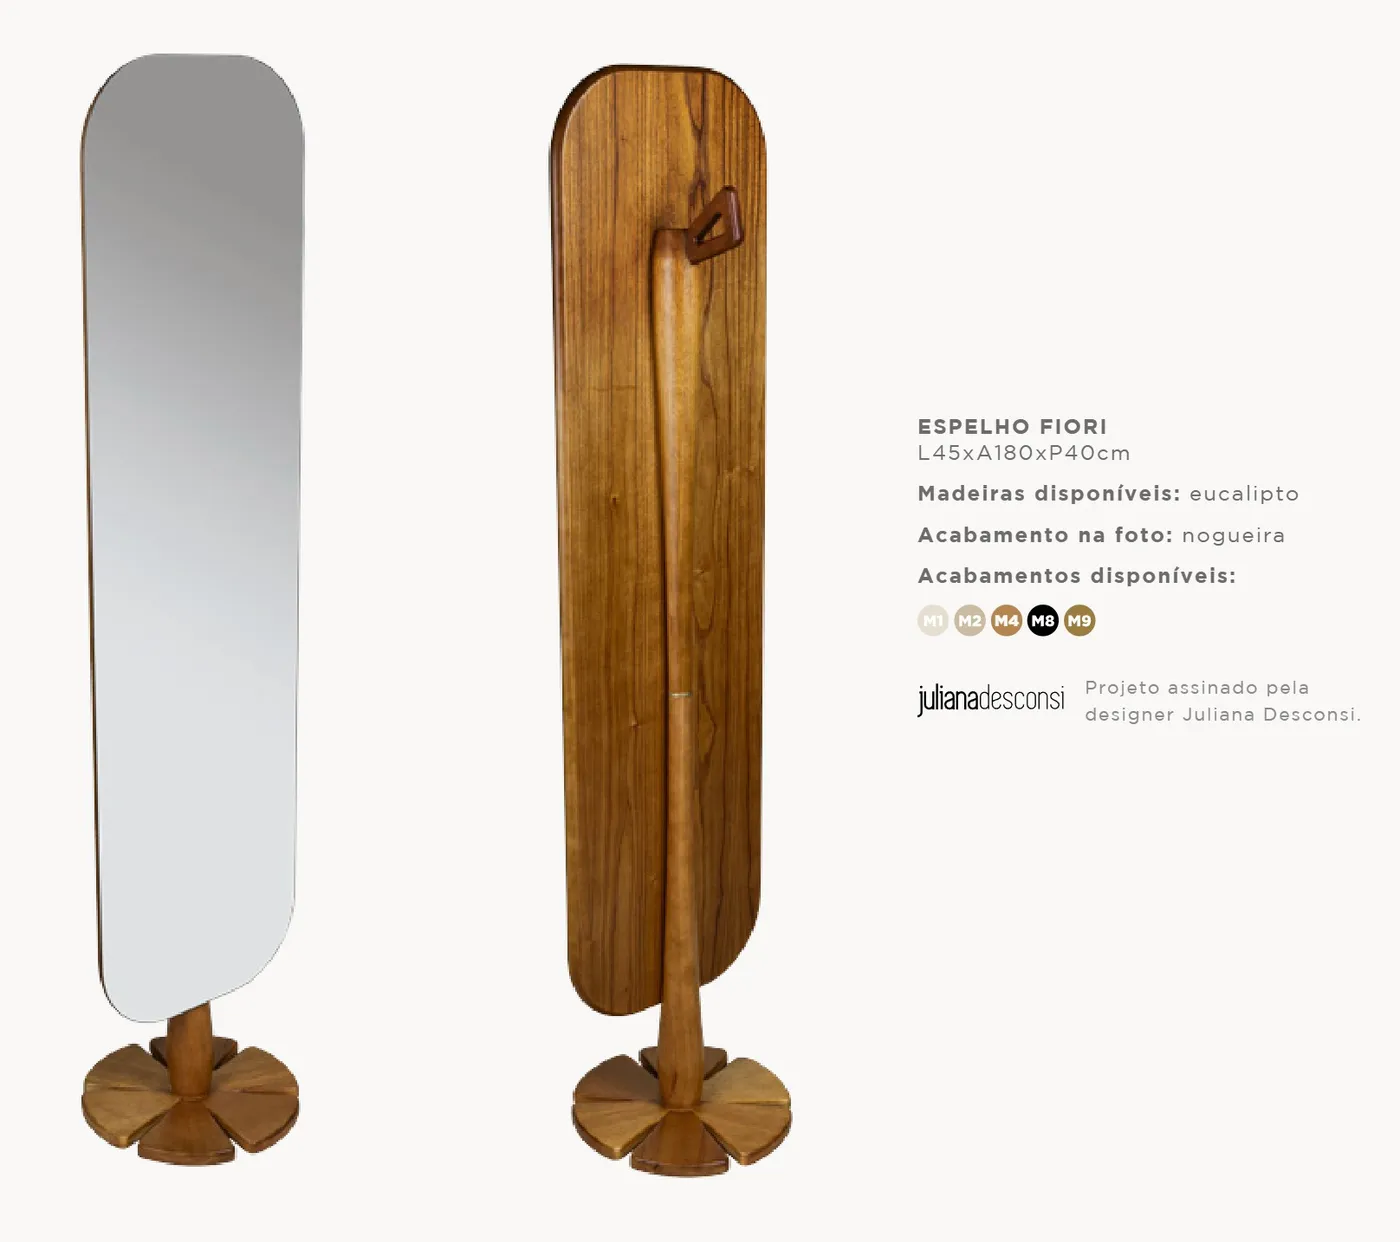 ESPELHO FIORI
L45xA180xP40cm
Madeiras disponíveis: eucalipto
Acabamento na foto: nogueira
Acabamentos disponíveis:
M1 M2 M4 M8 M9
julianadesconsi
Projeto assinado pela
designer Juliana Desconsi.